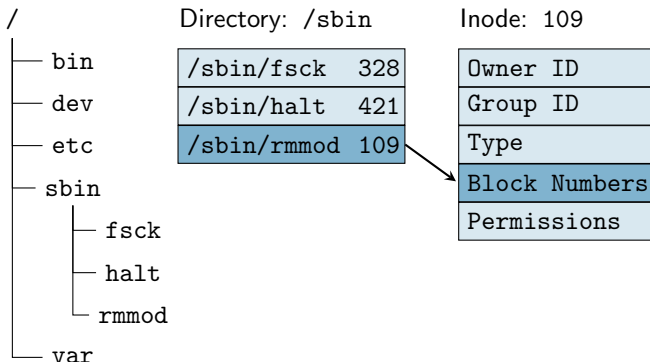 /
bin
dev
etc
sbin
fsck
halt
rmmod
var
Directory: /sbin
/sbin/fsck 328
/sbin/halt 421
/sbin/rmmod 109
Inode: 109
Owner ID
Group ID
Type
Block Numbers
Permissions